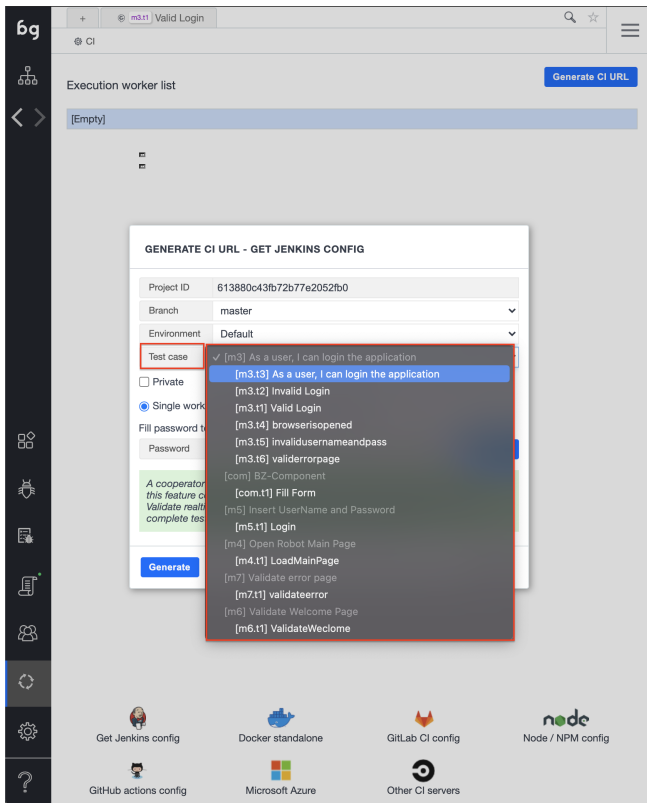 6g
+
m3.t1 Valid Login
CI
Execution worker list
Generate CI URL
[Empty]
GENERATE CI URL - GET JENKINS CONFIG
Project ID
613880c43fb72b77e2052fb0
Branch
master
Environment
Default
Test case
✓ [m3] As a user, I can login the application
[m3.t3] As a user, I can login the application
[m3.t2] Invalid Login
[m3.t1] Valid Login
[m3.t4] browserisopened
[m3.t5] invalidusernameandpass
[m3.t6] validerrorpage
[com] BZ-Component
[com.t1] Fill Form
[m5] Insert UserName and Password
[m5.t1] Login
[m4] Open Robot Main Page
[m4.t1] LoadMainPage
[m7] Validate error page
[m7.t1] validateerror
[m6] Validate Welcome Page
[m6.t1] ValidateWeclome
Private
Single work
Fill password t
Password
A cooperator
this feature c
Validate realti
complete tes
Generate
Get Jenkins config
Docker standalone
GitLab CI config
node
Node / NPM config
GitHub actions config
Microsoft Azure
Other CI servers